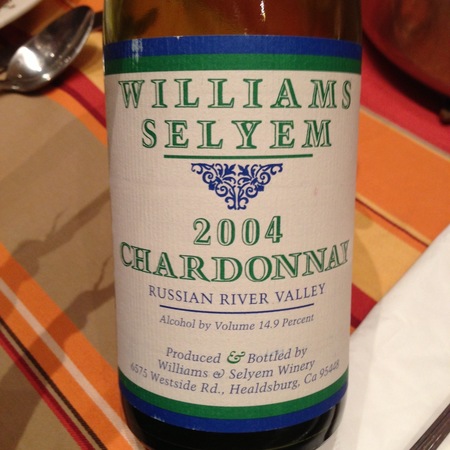 WILLIAMS
SELYEM
2004
CHARDONNAY
RUSSIAN RIVER VALLEY
Alcohol by Volume 14.9 Percent
Produced & Bottled by
Williams & Selyem Winery
6575 Westside Rd., Healdsburg, Ca 95448